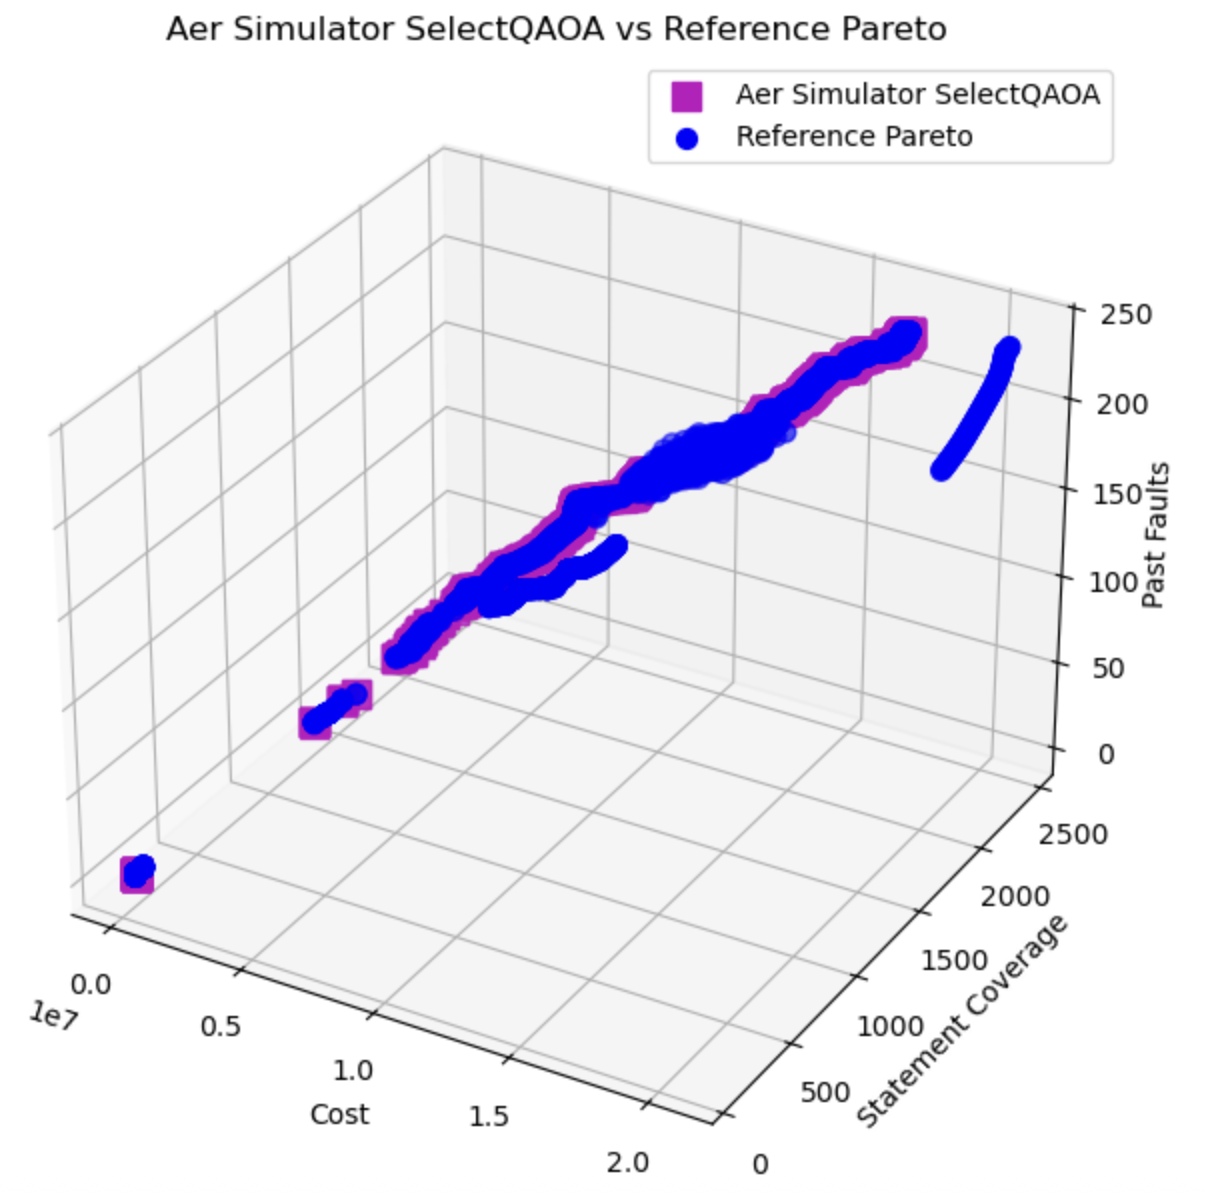 Aer Simulator SelectQAOA vs Reference Pareto
Aer Simulator SelectQAOA
Reference Pareto
250
200
150
100
50
0
Past Faults
2500
2000
1500
1000
500
0
Statement Coverage
0.0
0.5
1.0
1.5
2.0
1e7
Cost